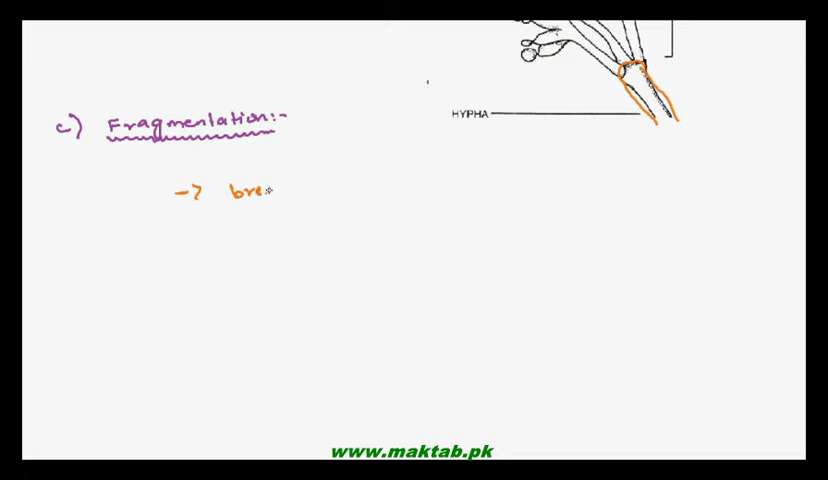 HYPHA
c) Fragmentation:-
→ bre
www.maktab.pk